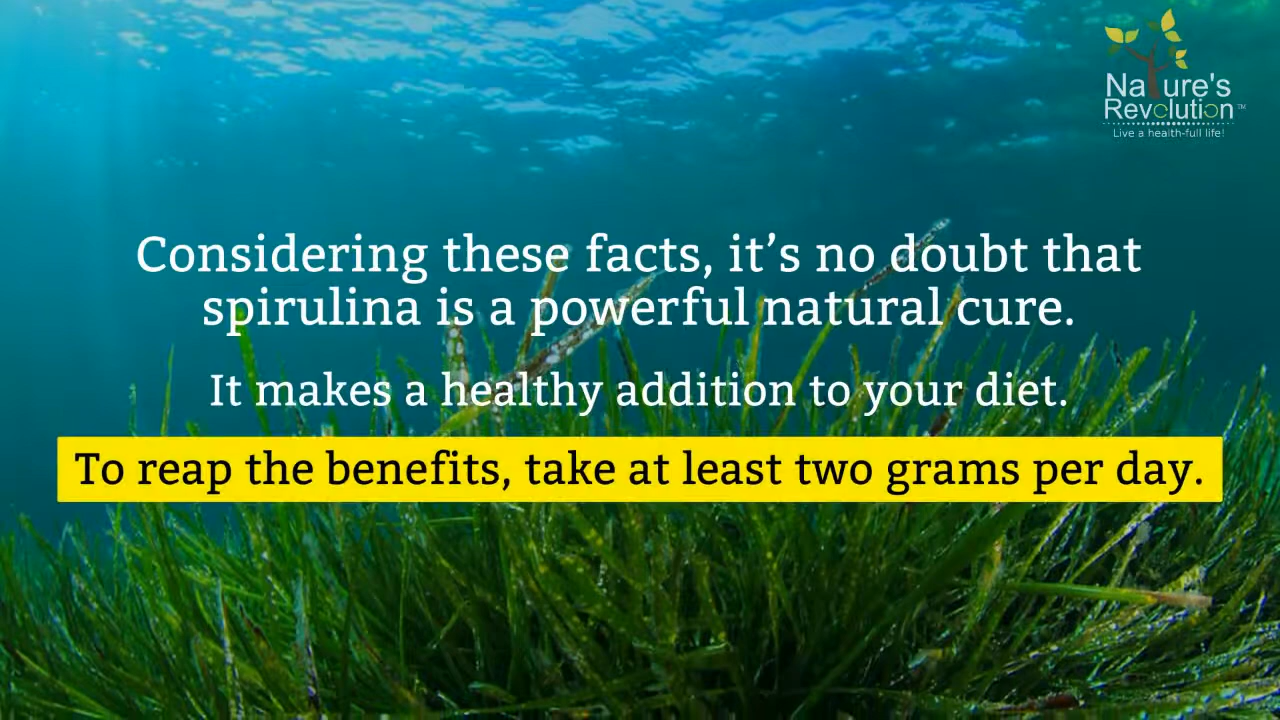 Nature's
Revolution™
Live a health-full life!
Considering these facts, it’s no doubt that
spirulina is a powerful natural cure.
It makes a healthy addition to your diet.
To reap the benefits, take at least two grams per day.